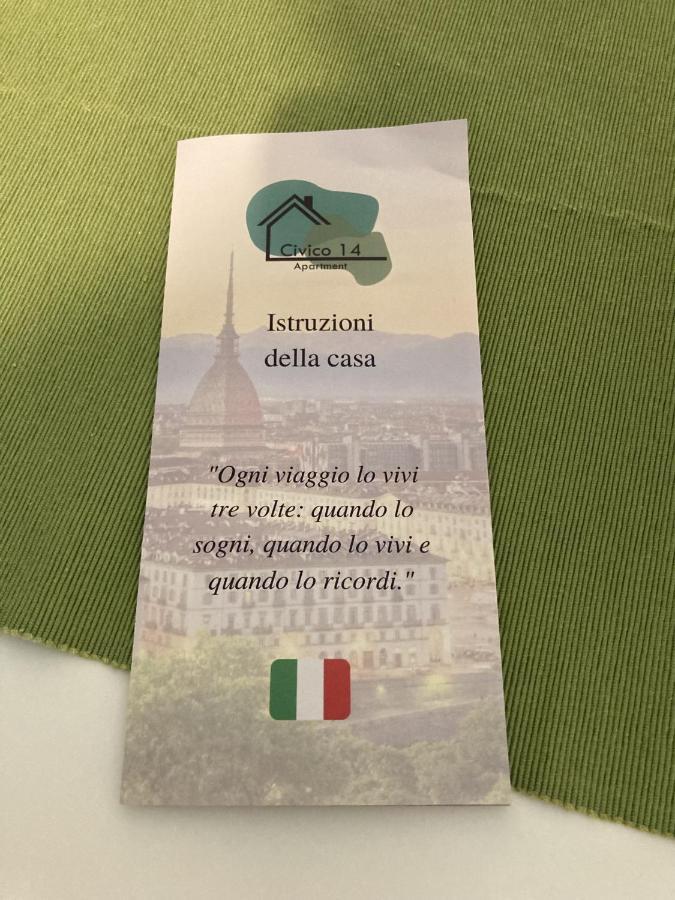 Civico 14
Apartment
Istruzioni
della casa
"Ogni viaggio lo vivi
tre volte: quando lo
sogni, quando lo vivi e
quando lo ricordi."